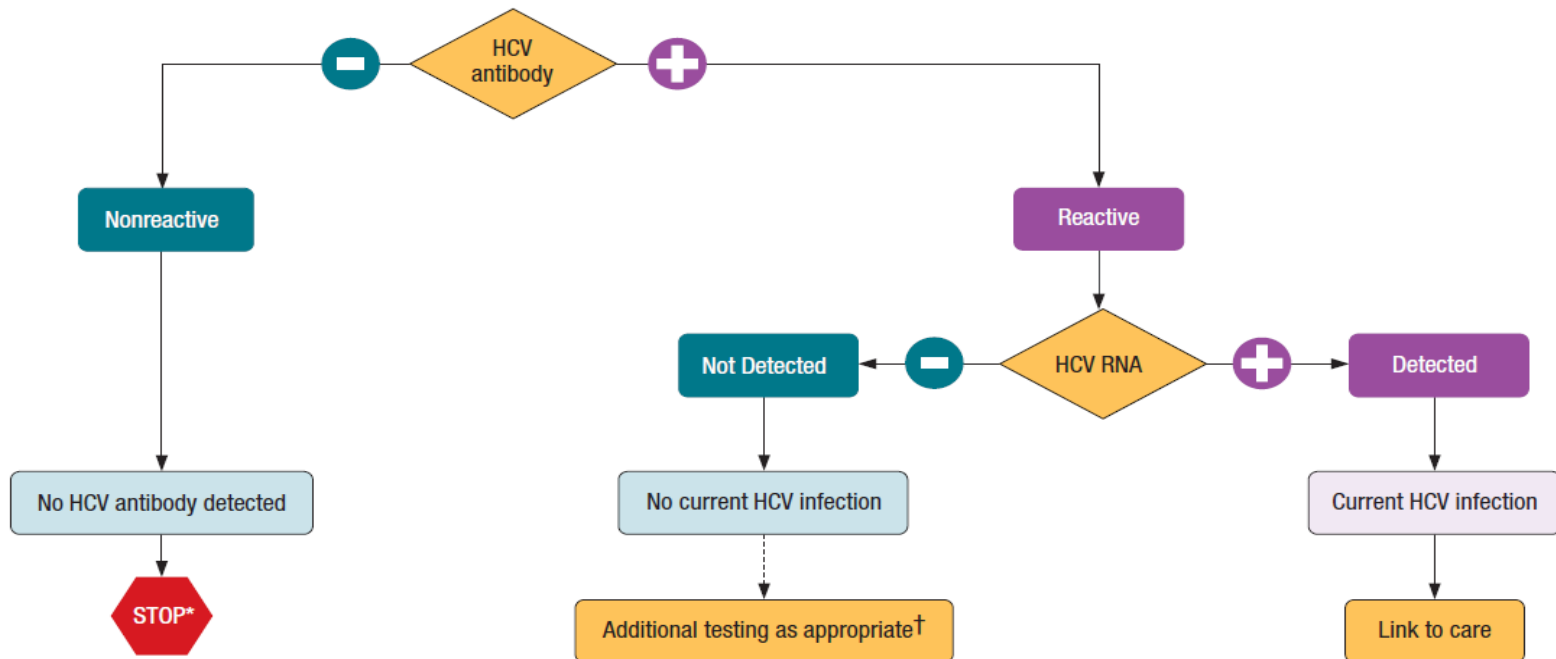 HCV
antibody
Nonreactive
Reactive
Not Detected
HCV RNA
Detected
No HCV antibody detected
No current HCV infection
Current HCV infection
STOP*
Additional testing as appropriate†
Link to care